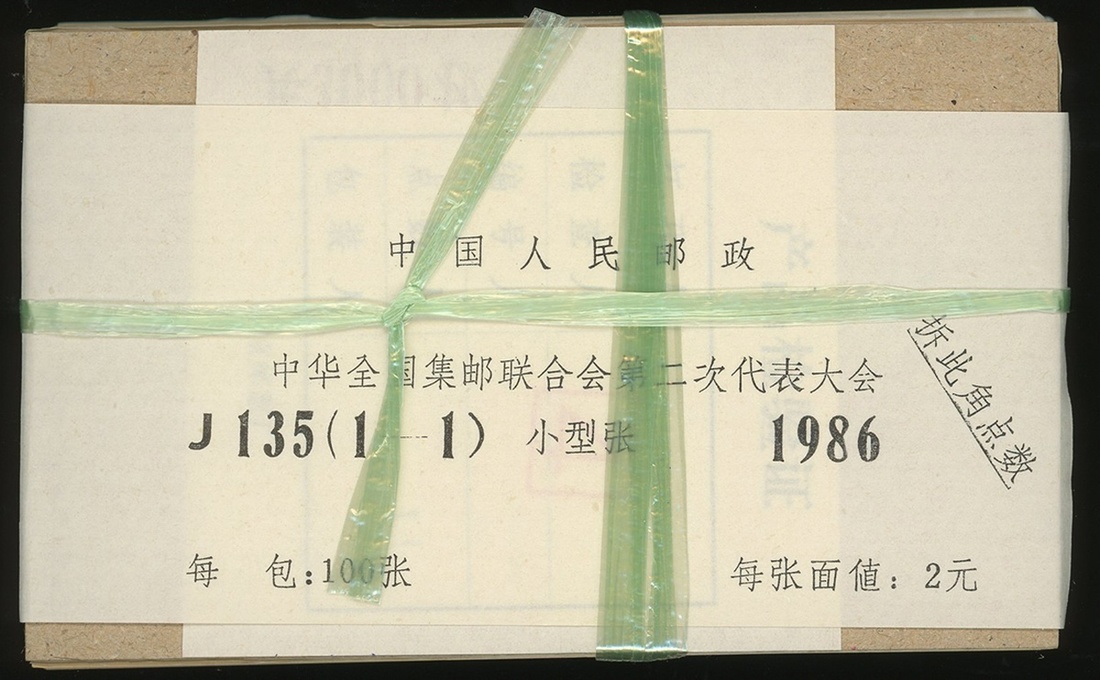 中国人民邮政
中华全国集邮联合会第二次代表大会
J 135(1—1) 小型张 1986
拆此角点数
每 包:100张 每张面值: 2元